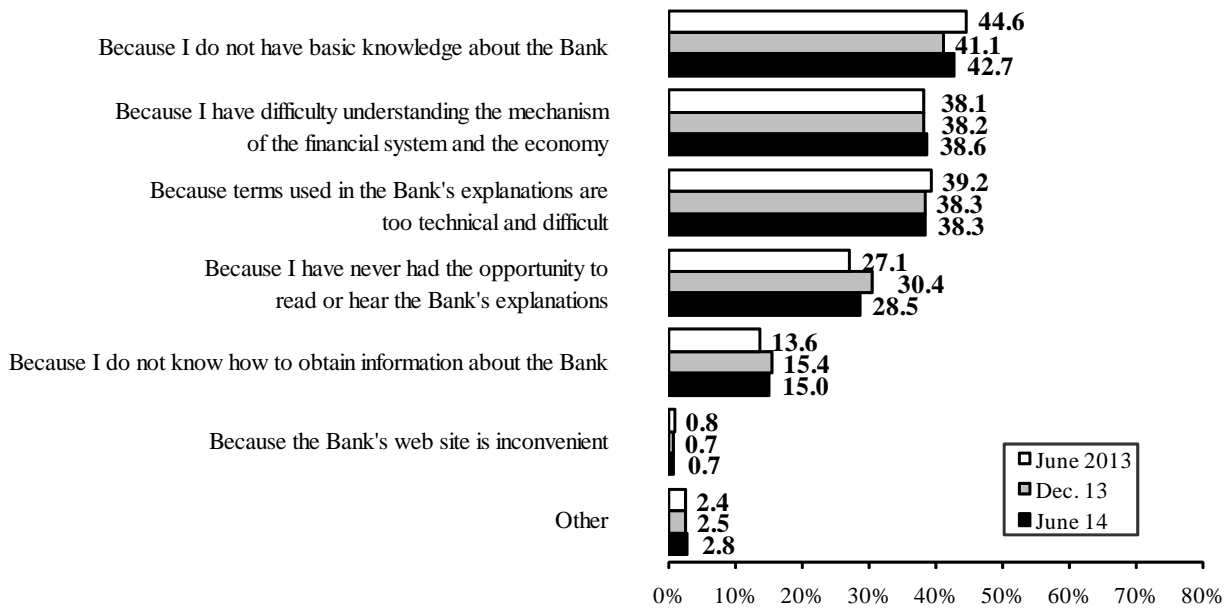 44.6
Because I do not have basic knowledge about the Bank
41.1
42.7
Because I have difficulty understanding the mechanism
38.1
38.2
of the financial system and the economy
38.6
Because terms used in the Bank's explanations are
39.2
38.3
too technical and difficult
38.3
Because I have never had the opportunity to
27.1
30.4
read or hear the Bank's explanations
28.5
13.6
Because I do not know how to obtain information about the Bank
15.4
15.0
0.8
Because the Bank's web site is inconvenient
0.7
0.7
June 2013
Dec. 13
June 14
2.4
Other
2.5
2.8
0% 10% 20% 30% 40% 50% 60% 70% 80%